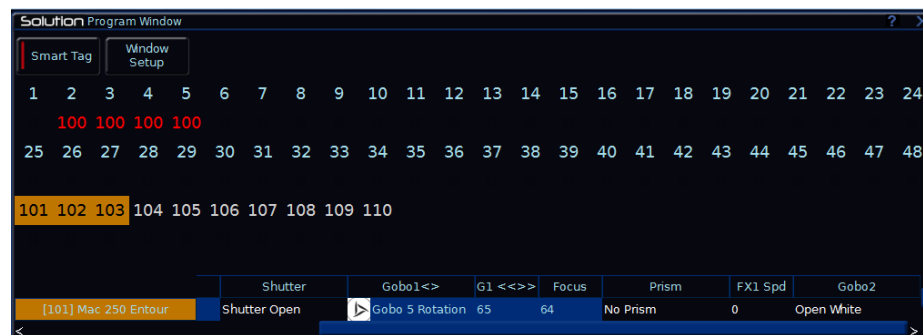 Solution Program Window ? X
Smart Tag Window Setup
1 2 3 4 5 6 7 8 9 10 11 12 13 14 15 16 17 18 19 20 21 22 23 24
100 100 100 100
25 26 27 28 29 30 31 32 33 34 35 36 37 38 39 40 41 42 43 44 45 46 47 48
101 102 103 104 105 106 107 108 109 110
Shutter Gobo1<> G1 <<>> Focus Prism FX1 Spd Gobo2
[101] Mac 250 Entour Shutter Open Gobo 5 Rotation 65 64 No Prism 0 Open White
< >